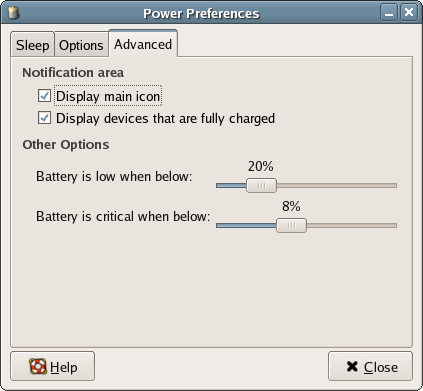 Power Preferences
Sleep Options Advanced
Notification area
Display main icon
Display devices that are fully charged
Other Options
20%
Battery is low when below:
8%
Battery is critical when below:
Help Close